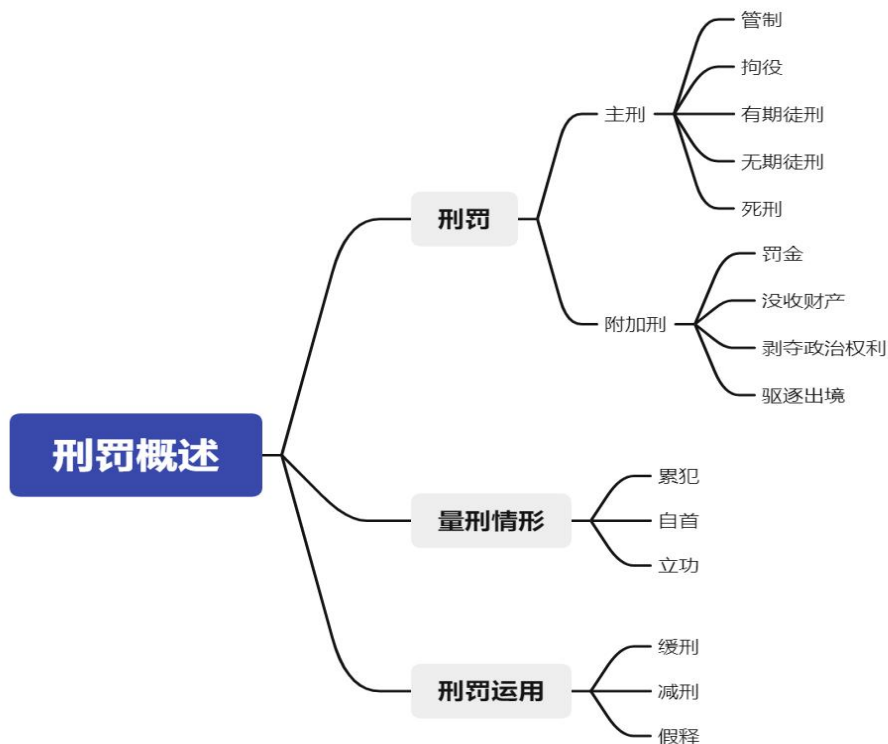 刑罚概述
刑罚
主刑
管制
拘役
有期徒刑
无期徒刑
死刑
附加刑
罚金
没收财产
剥夺政治权利
驱逐出境
量刑情形
累犯
自首
立功
刑罚运用
缓刑
减刑
假释